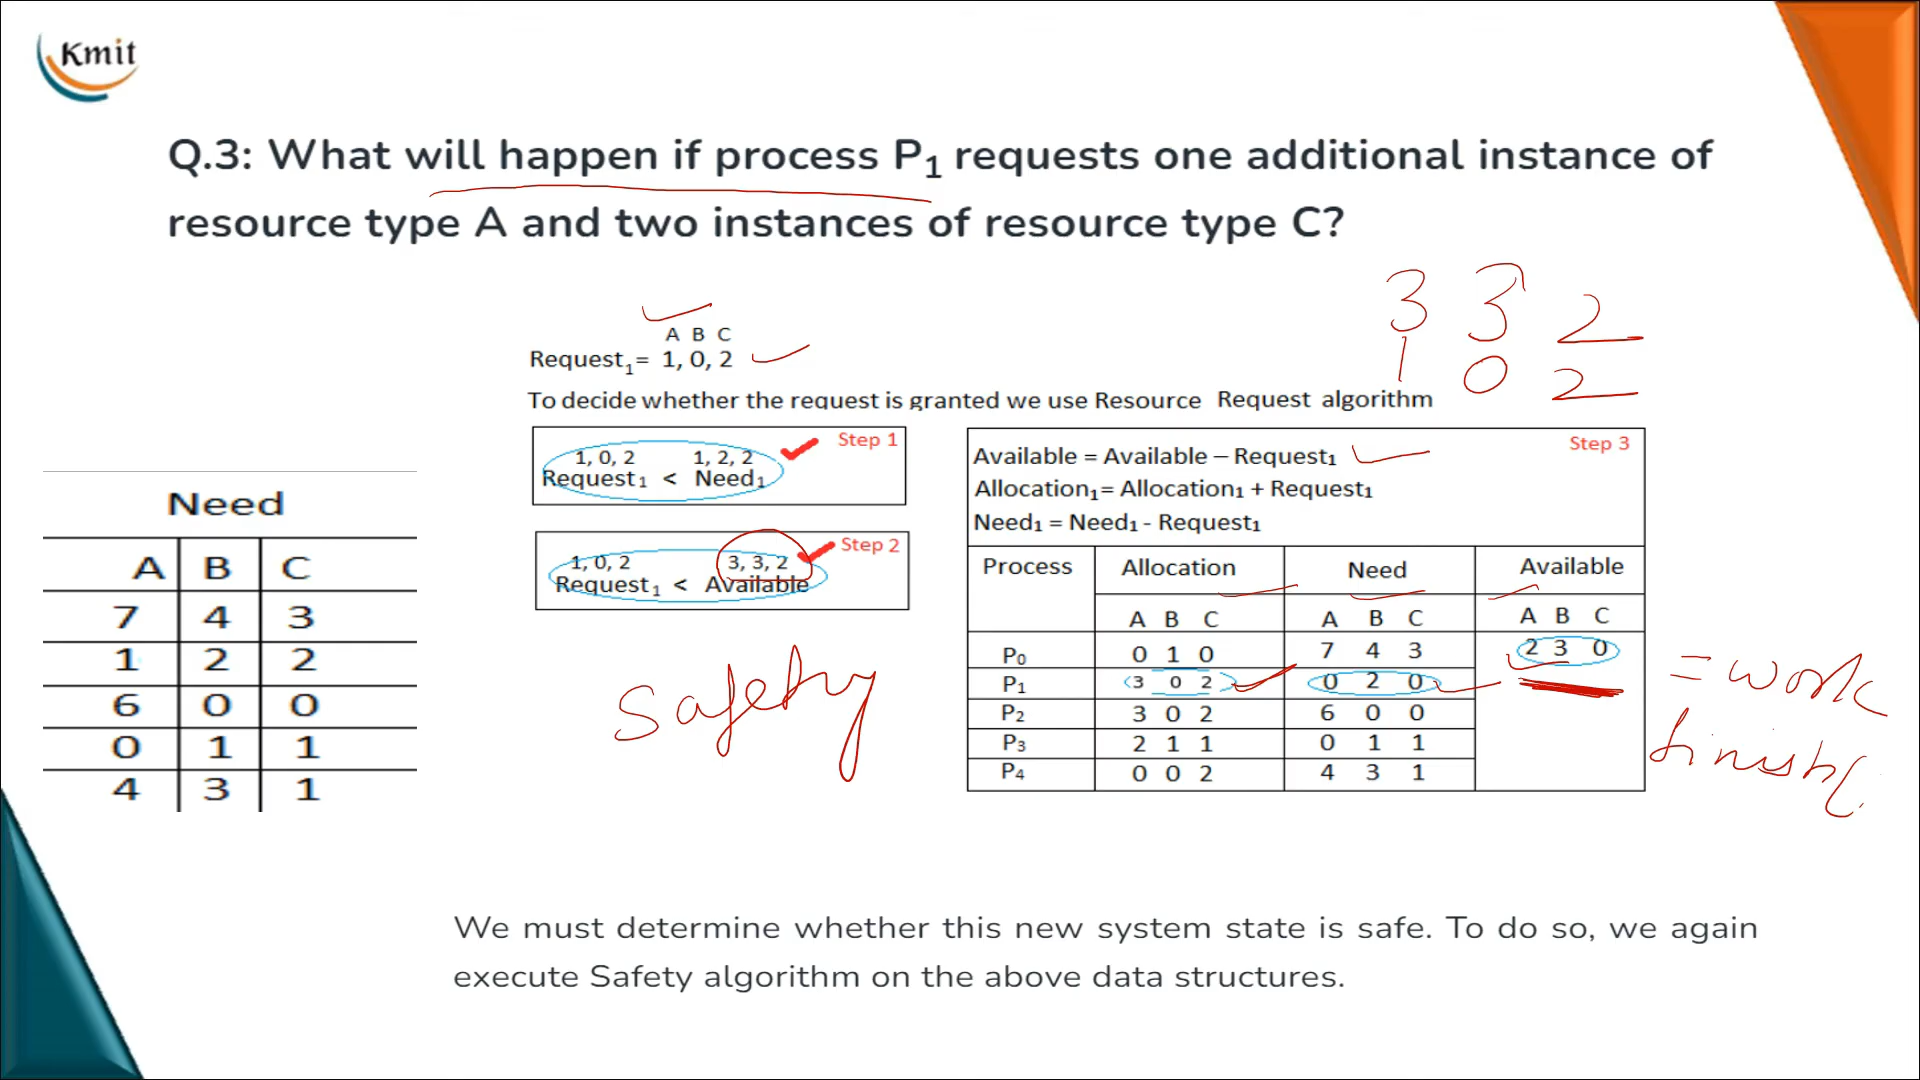 Kmit
Q.3: What will happen if process P1 requests one additional instance of
resource type A and two instances of resource type C?
3 3 2
1 0 2
A B C
Request1= 1, 0, 2
To decide whether the request is granted we use Resource Request algorithm
Step 1
1, 0, 2 1, 2, 2
Request1 < Need1
Step 2
1, 0, 2 3, 3, 2
Request1 < Available
safety
Need
A B C
7 4 3
1 2 2
6 0 0
0 1 1
4 3 1
Step 3
Available = Available – Request1
Allocation1= Allocation1 + Request1
Need1 = Need1 - Request1
Process Allocation Need Available
A B C A B C A B C
P0 0 1 0 7 4 3 2 3 0
P1 3 0 2 0 2 0
P2 3 0 2 6 0 0
P3 2 1 1 0 1 1
P4 0 0 2 4 3 1
= work
finish
We must determine whether this new system state is safe. To do so, we again
execute Safety algorithm on the above data structures.